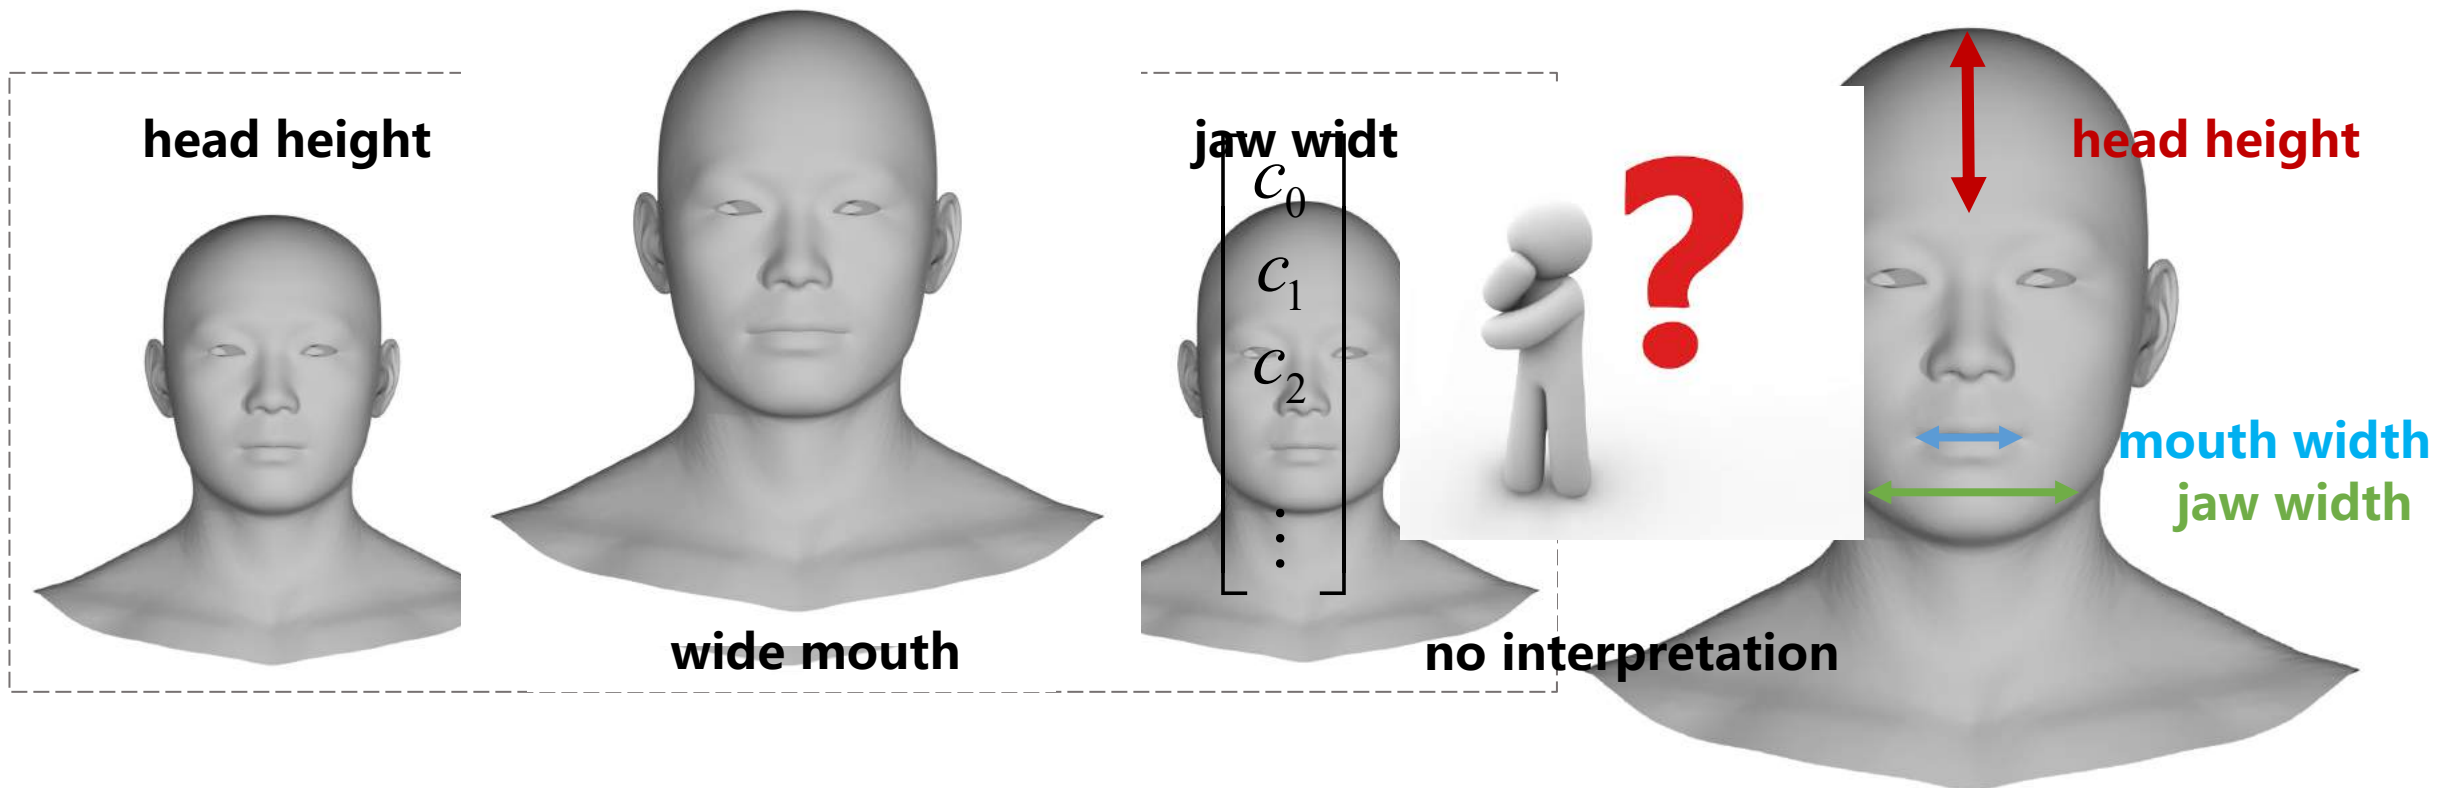 head height
wide mouth
jaw widt
c0
c1
c2
⋮
?
no interpretation
head height
mouth width
jaw width